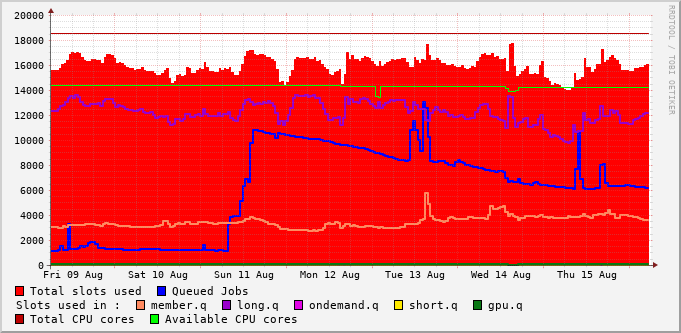 20000
18000
16000
14000
12000
10000
8000
6000
4000
2000
0
Fri 09 Aug Sat 10 Aug Sun 11 Aug Mon 12 Aug Tue 13 Aug Wed 14 Aug Thu 15 Aug
Total slots used Queued Jobs
Slots used in : member.q long.q ondemand.q short.q gpu.q
Total CPU cores Available CPU cores
RRDTOOL / TOBI OETIKER